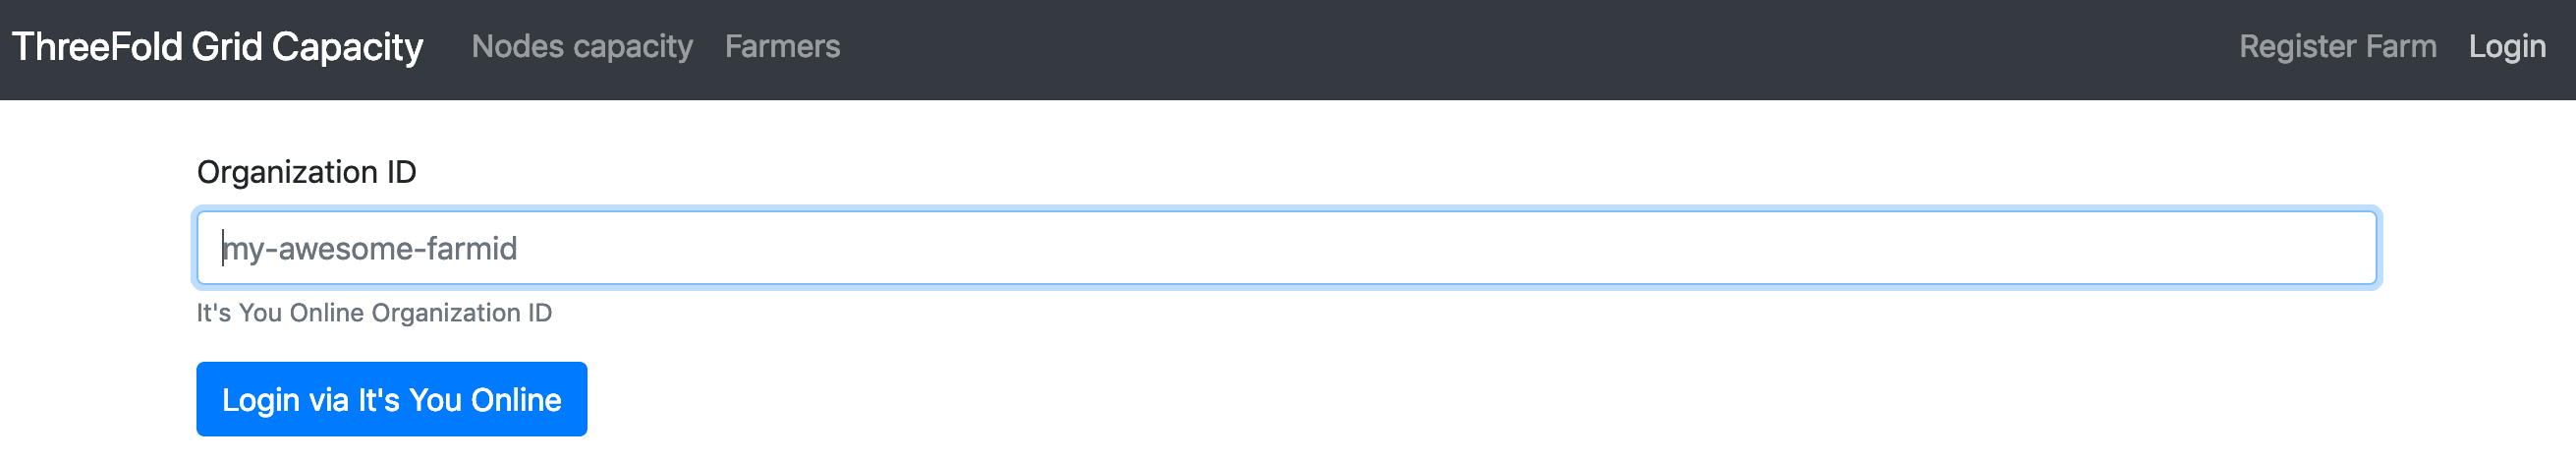 ThreeFold Grid Capacity Nodes capacity Farmers Register Farm Login
Organization ID
my-awesome-farmid
It's You Online Organization ID
Login via It's You Online